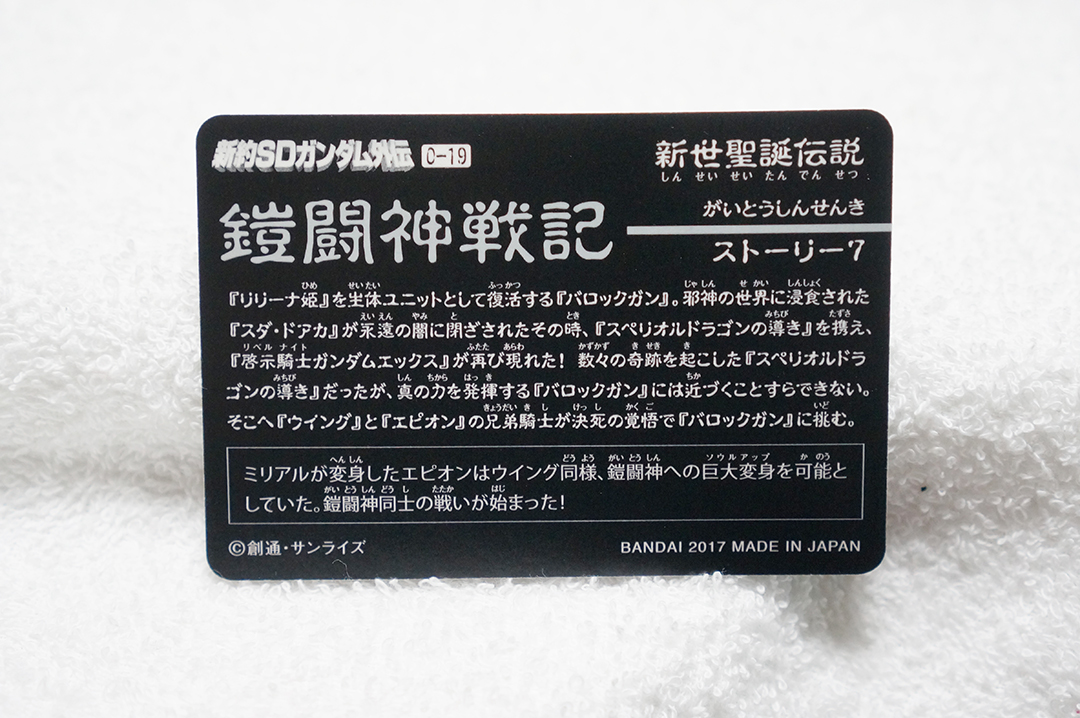 新約SDガンダム外伝 0-19
新世聖誕伝説
しんせいせいたんでんせつ
鎧闘神戦記
がいとうしんせんき
ストーリー7
『リリーナ姫』を生体ユニットとして復活する『バロックガン』。邪神の世界に浸食された
『スダ・ドアカ』が永遠の闇に閉ざされたその時、『スペリオルドラゴンの導き』を携え、
『啓示騎士ガンダムエックス』が再び現れた! 数々の奇跡を起こした『スペリオルドラ
ゴンの導き』だったが、真の力を発揮する『バロックガン』には近づくことすらできない。
そこへ『ウイング』と『エピオン』の兄弟騎士が決死の覚悟で『バロックガン』に挑む。
ミリアルが変身したエピオンはウイング同様、鎧闘神への巨大変身を可能と
していた。鎧闘神同士の戦いが始まった!
©創通・サンライズ
BANDAI 2017 MADE IN JAPAN